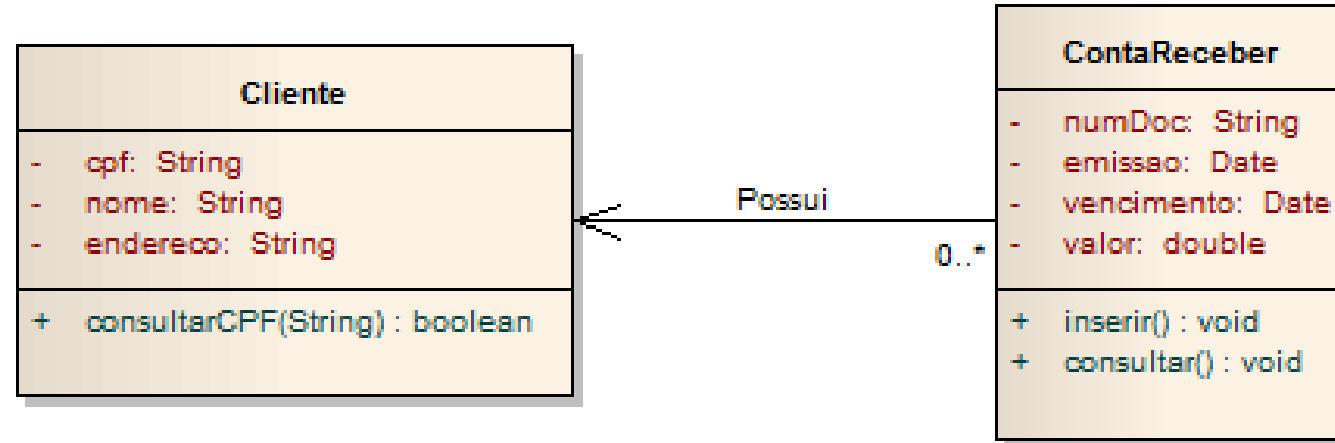 Cliente
- cpf: String
- nome: String
- endereco: String
+ consultarCPF(String) : boolean
Possui
0..*
ContaReceber
- numDoc: String
- emissao: Date
- vencimento: Date
- valor: double
+ inserir() : void
+ consultar() : void